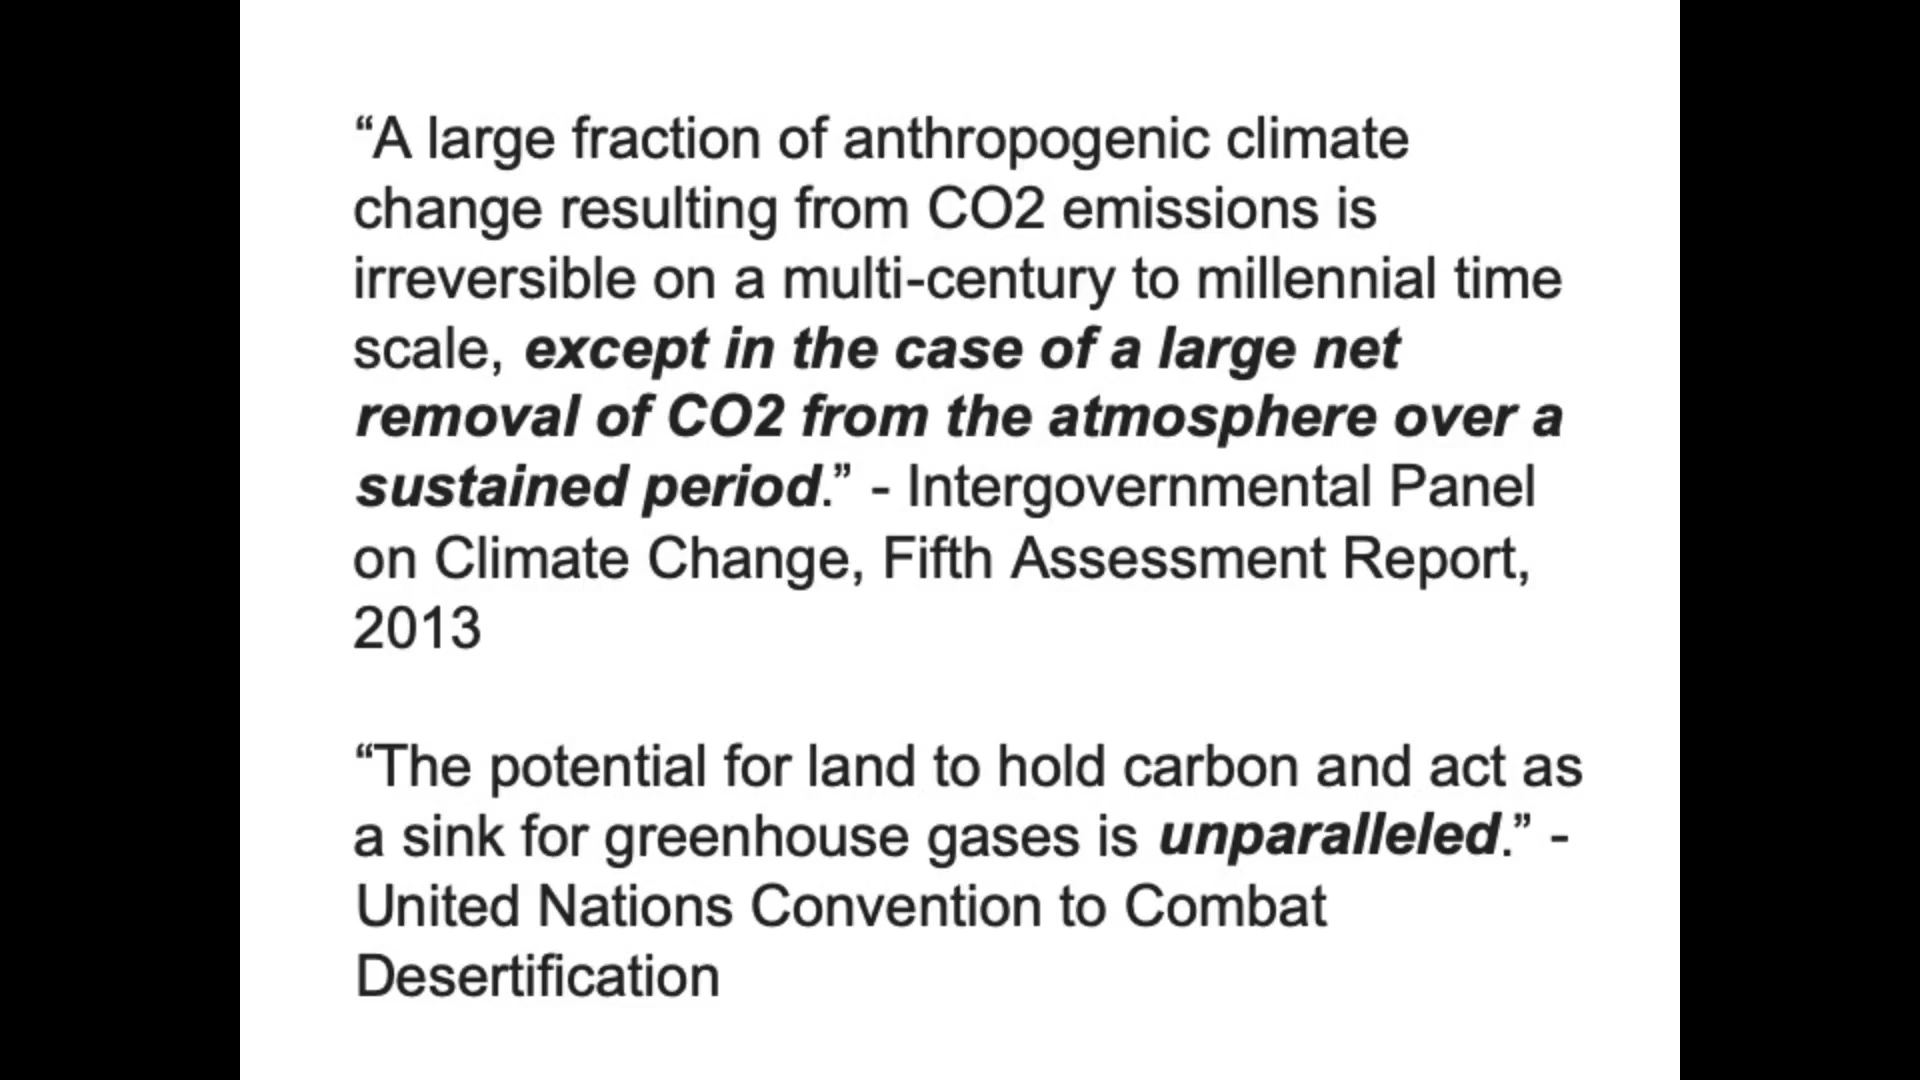 “A large fraction of anthropogenic climate
change resulting from CO2 emissions is
irreversible on a multi-century to millennial time
scale, except in the case of a large net
removal of CO2 from the atmosphere over a
sustained period.” - Intergovernmental Panel
on Climate Change, Fifth Assessment Report,
2013
“The potential for land to hold carbon and act as
a sink for greenhouse gases is unparalleled.” -
United Nations Convention to Combat
Desertification